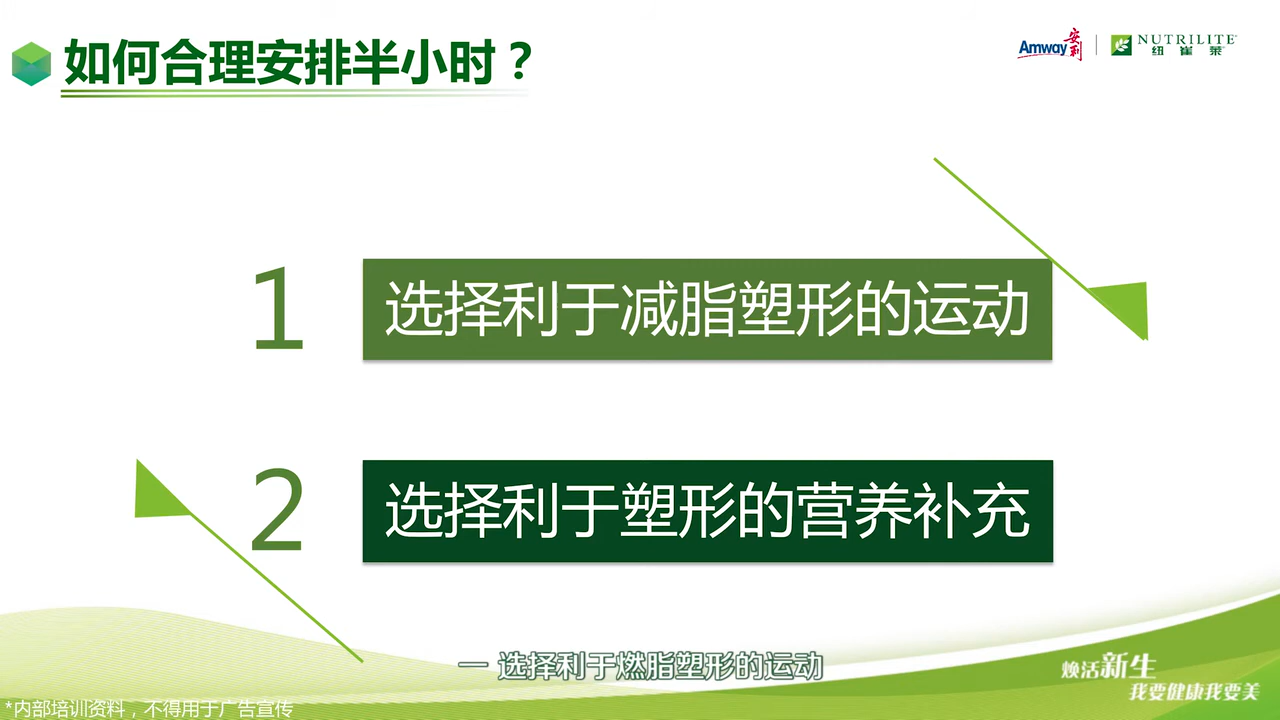 如何合理安排半小时？
Amway 安利
NUTRILITE
纽崔莱
1 选择利于减脂塑形的运动
2 选择利于塑形的营养补充
一 选择利于燃脂塑形的运动
焕活新生
我要健康我要美
*内部培训资料，不得用于广告宣传